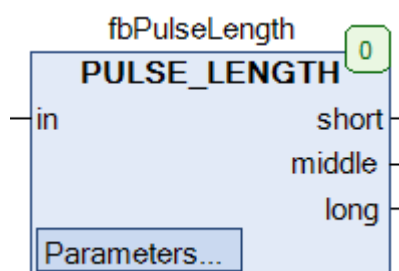 fbPulseLength
0
PULSE_LENGTH
in
short
middle
long
Parameters...